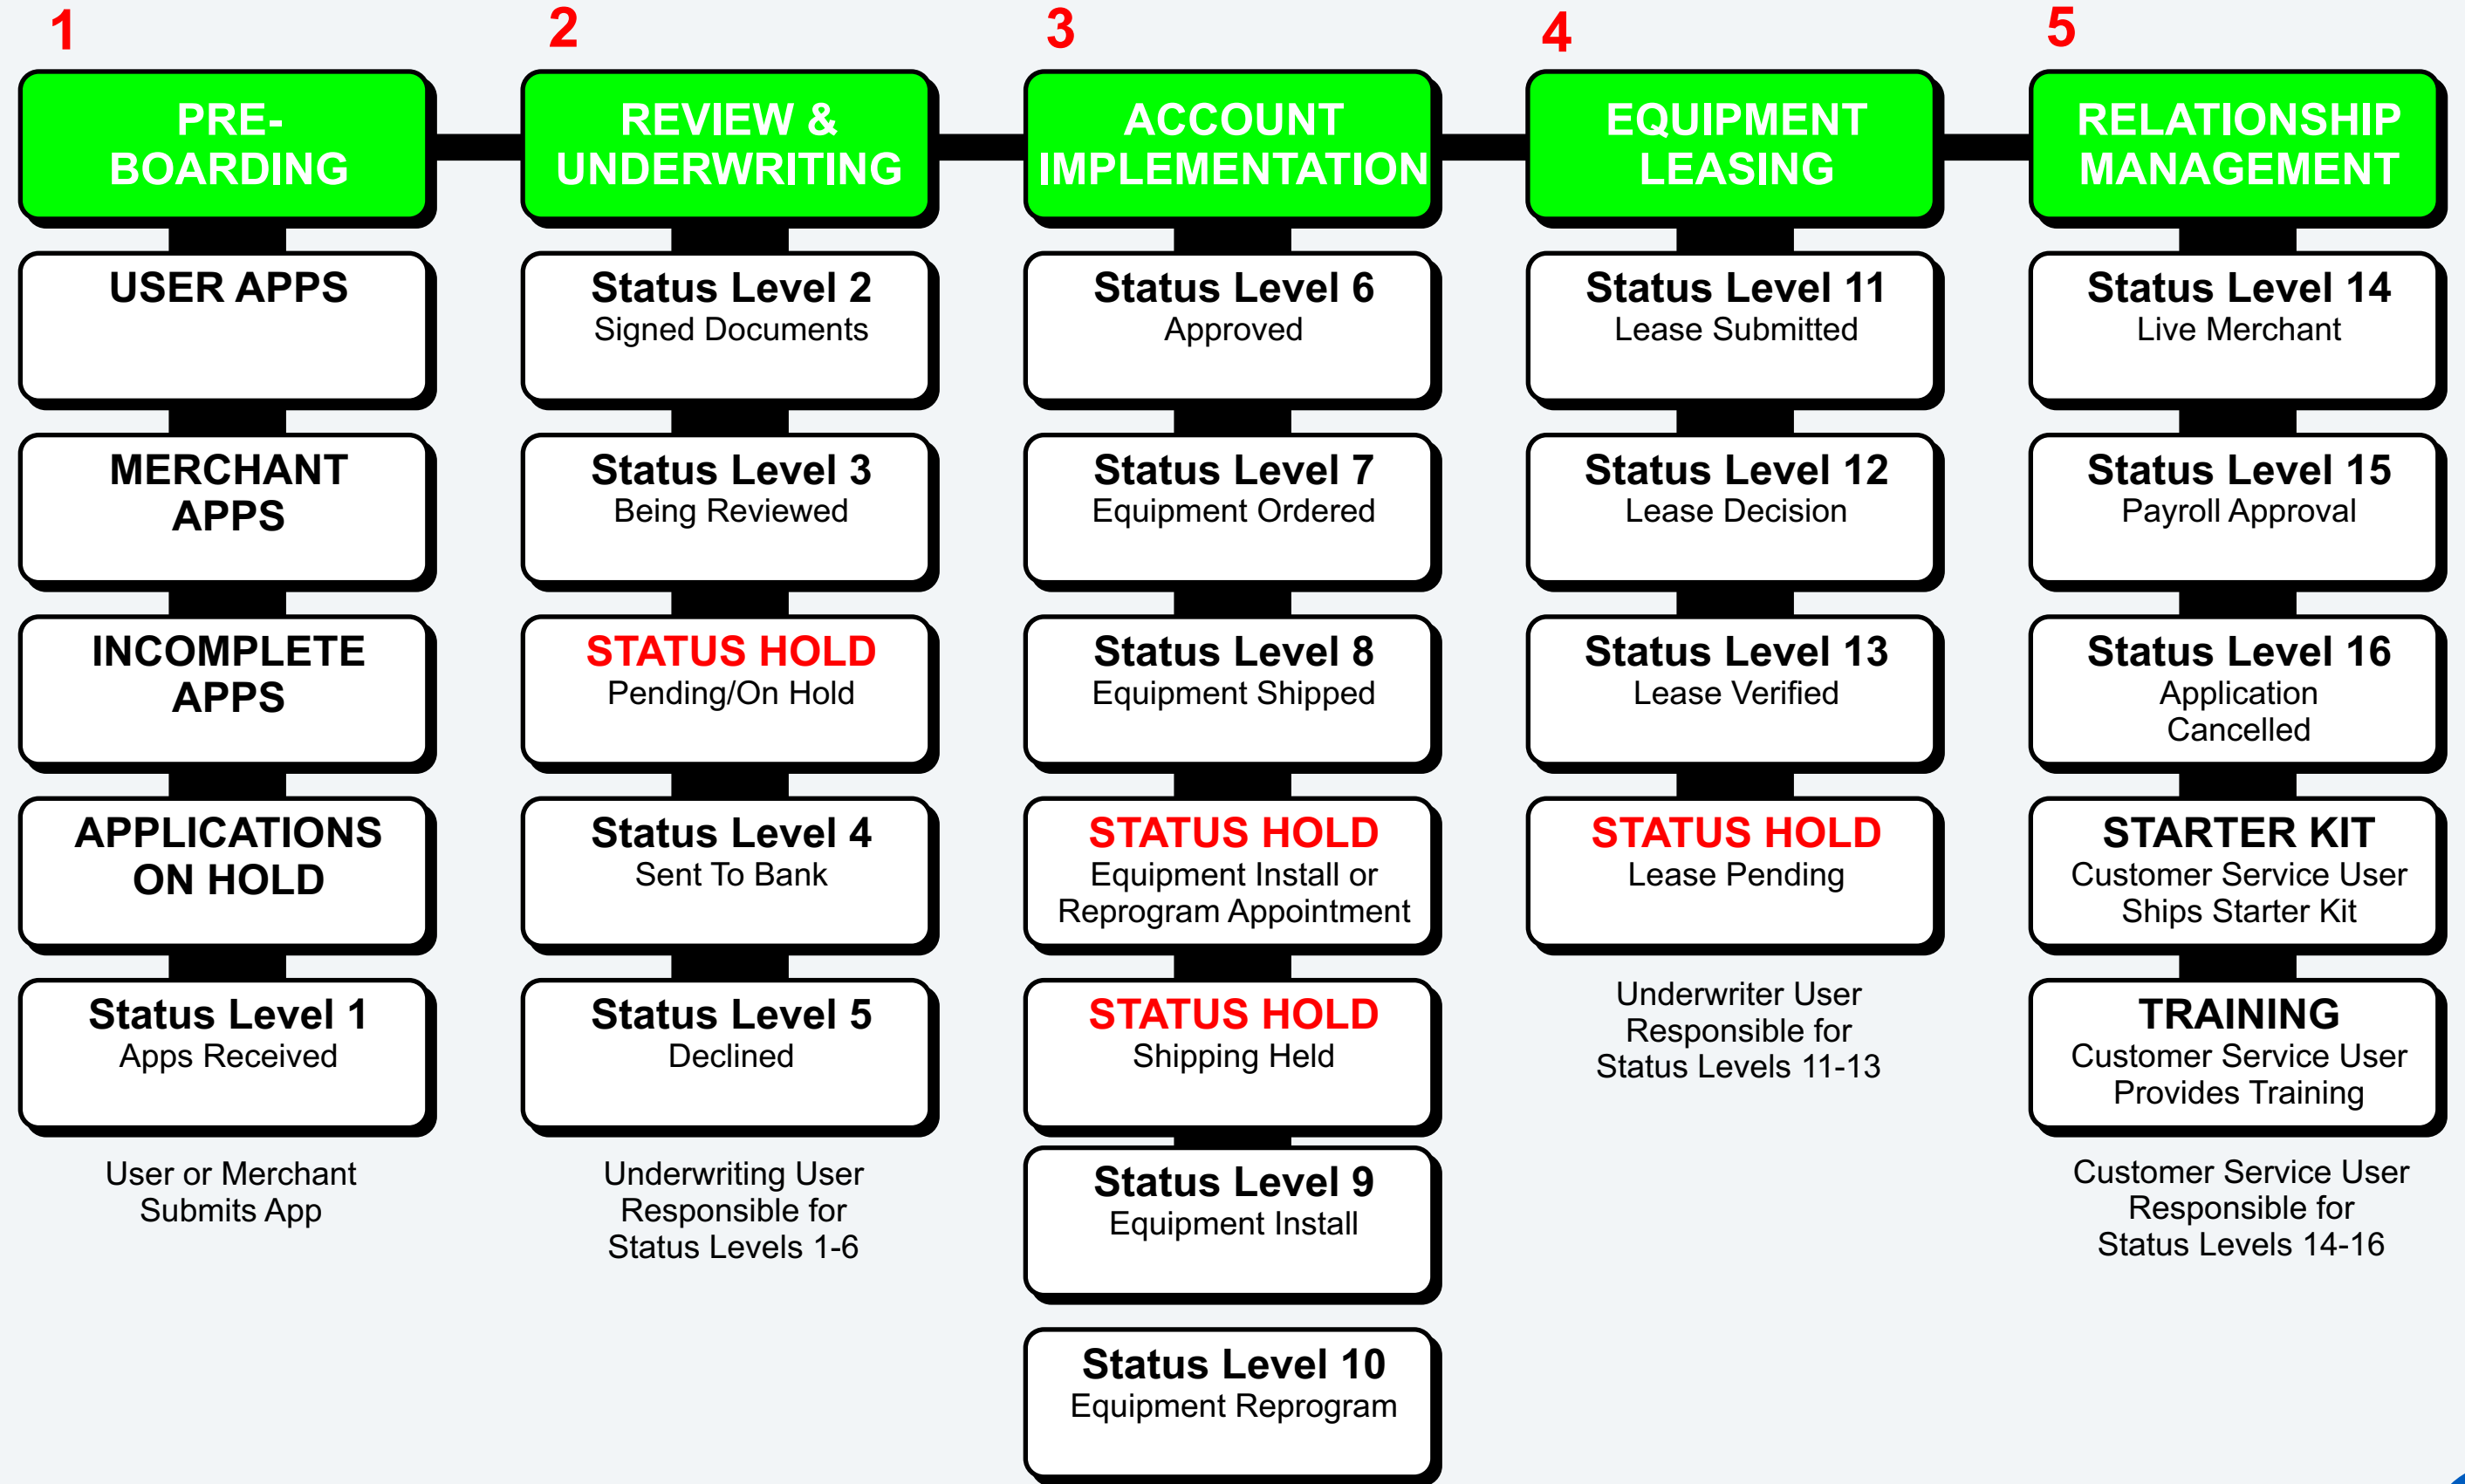 1
PRE-
BOARDING
USER APPS
MERCHANT
APPS
INCOMPLETE
APPS
APPLICATIONS
ON HOLD
Status Level 1
Apps Received
User or Merchant
Submits App
2
REVIEW &
UNDERWRITING
Status Level 2
Signed Documents
Status Level 3
Being Reviewed
STATUS HOLD
Pending/On Hold
Status Level 4
Sent To Bank
Status Level 5
Declined
Underwriting User
Responsible for
Status Levels 1-6
3
ACCOUNT
IMPLEMENTATION
Status Level 6
Approved
Status Level 7
Equipment Ordered
Status Level 8
Equipment Shipped
STATUS HOLD
Equipment Install or
Reprogram Appointment
STATUS HOLD
Shipping Held
Status Level 9
Equipment Install
Status Level 10
Equipment Reprogram
4
EQUIPMENT
LEASING
Status Level 11
Lease Submitted
Status Level 12
Lease Decision
Status Level 13
Lease Verified
STATUS HOLD
Lease Pending
Underwriter User
Responsible for
Status Levels 11-13
5
RELATIONSHIP
MANAGEMENT
Status Level 14
Live Merchant
Status Level 15
Payroll Approval
Status Level 16
Application
Cancelled
STARTER KIT
Customer Service User
Ships Starter Kit
TRAINING
Customer Service User
Provides Training
Customer Service User
Responsible for
Status Levels 14-16